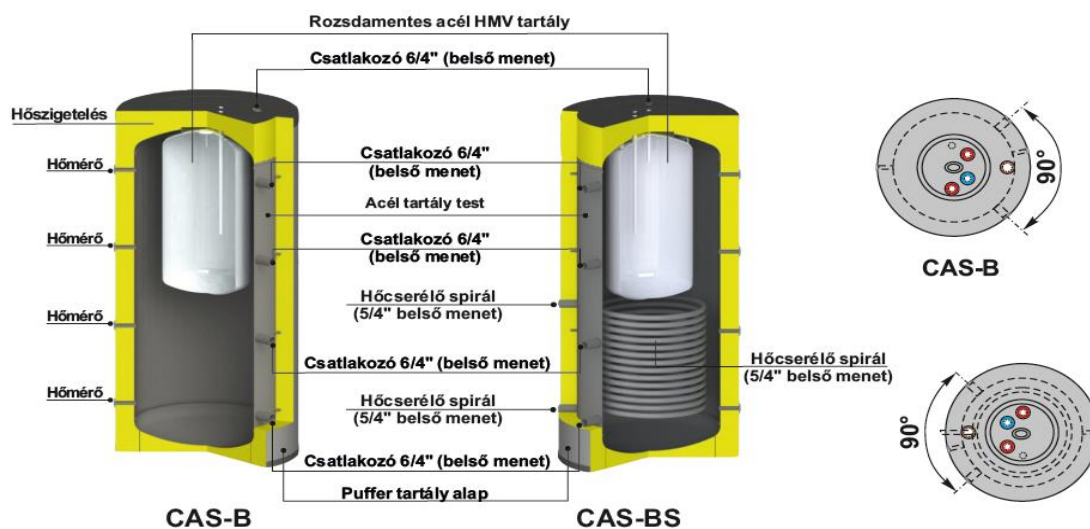 Rozsdamentes acél HMV tartály
Csatlakozó 6/4" (belső menet)
Hőszigetelés
Hőmérő
Hőmérő
Hőmérő
Hőmérő
Csatlakozó 6/4"
(belső menet)
Acél tartály test
Csatlakozó 6/4"
(belső menet)
Hőcserélő spirál
(5/4" belső menet)
Csatlakozó 6/4" (belső menet)
Hőcserélő spirál
(5/4" belső menet)
Csatlakozó 6/4" (belső menet)
Puffer tartály alap
Hőcserélő spirál
(5/4" belső menet)
CAS-B
CAS-BS
90°
CAS-B
90°